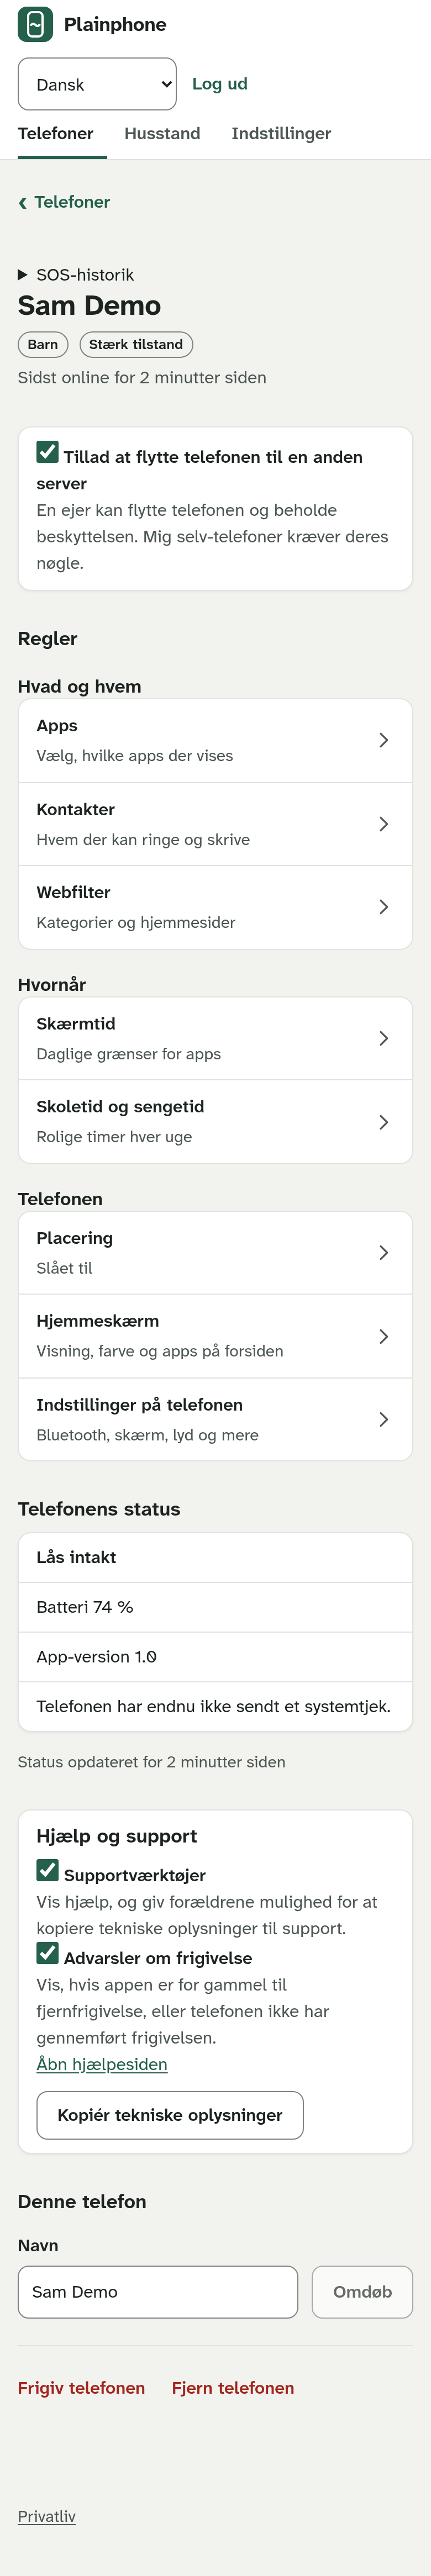 Plainphone
Dansk
Log ud
Telefoner
Husstand
Indstillinger
‹ Telefoner
▶ SOS-historik
Sam Demo
Barn
Stærk tilstand
Sidst online for 2 minutter siden
Tillad at flytte telefonen til en anden
server
En ejer kan flytte telefonen og beholde
beskyttelsen. Mig selv-telefoner kræver deres
nøgle.
Regler
Hvad og hvem
Apps
Vælg, hvilke apps der vises
Kontakter
Hvem der kan ringe og skrive
Webfilter
Kategorier og hjemmesider
Hvornår
Skærmtid
Daglige grænser for apps
Skoletid og sengetid
Rolige timer hver uge
Telefonen
Placering
Slået til
Hjemmeskærm
Visning, farve og apps på forsiden
Indstillinger på telefonen
Bluetooth, skærm, lyd og mere
Telefonens status
Lås intakt
Batteri 74 %
App-version 1.0
Telefonen har endnu ikke sendt et systemtjek.
Status opdateret for 2 minutter siden
Hjælp og support
Supportværktøjer
Vis hjælp, og giv forældrene mulighed for at
kopiere tekniske oplysninger til support.
Advarsler om frigivelse
Vis, hvis appen er for gammel til
fjernfrigivelse, eller telefonen ikke har
gennemført frigivelsen.
Åbn hjælpesiden
Kopiér tekniske oplysninger
Denne telefon
Navn
Sam Demo
Omdøb
Frigiv telefonen
Fjern telefonen
Privatliv